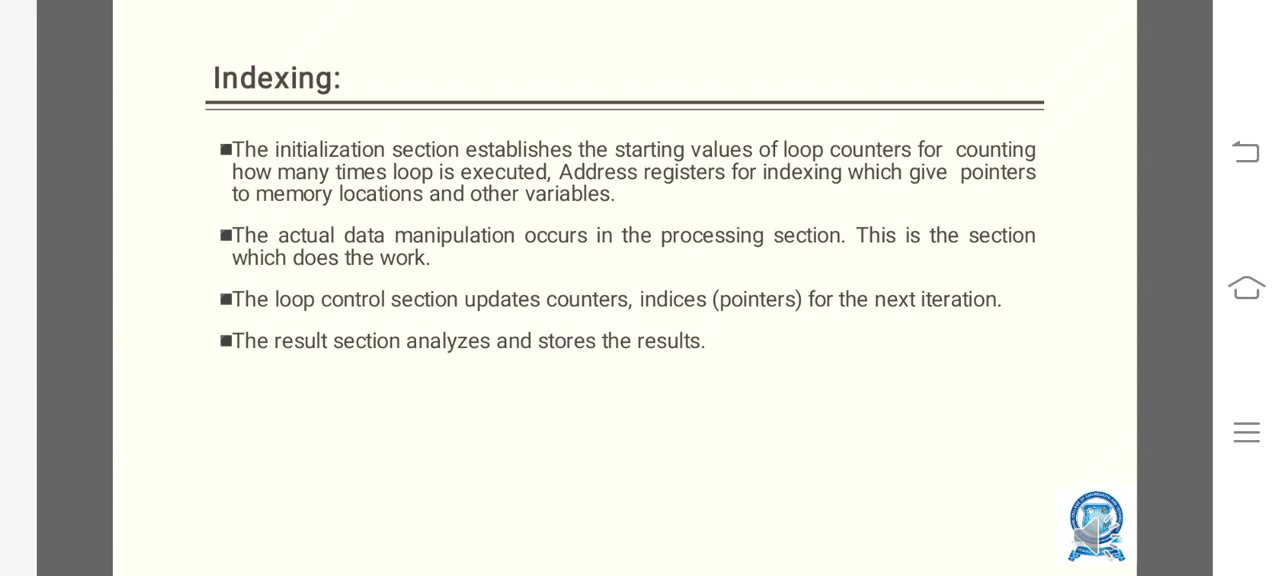 Indexing:
■The initialization section establishes the starting values of loop counters for counting
how many times loop is executed, Address registers for indexing which give pointers
to memory locations and other variables.
■The actual data manipulation occurs in the processing section. This is the section
which does the work.
■The loop control section updates counters, indices (pointers) for the next iteration.
■The result section analyzes and stores the results.